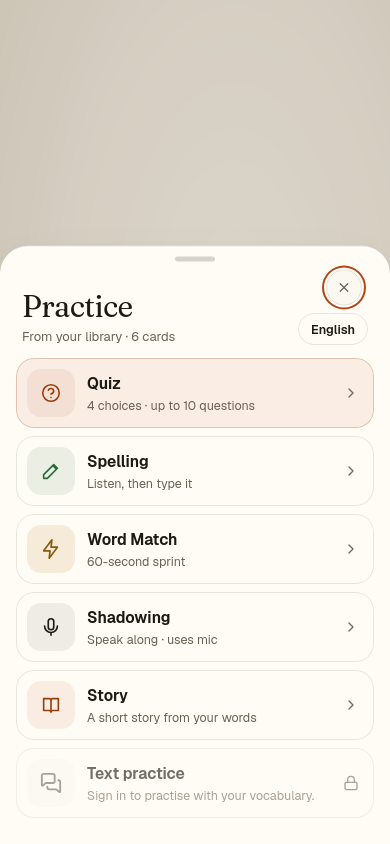 Practice
From your library · 6 cards
English
Quiz
4 choices · up to 10 questions
Spelling
Listen, then type it
Word Match
60-second sprint
Shadowing
Speak along · uses mic
Story
A short story from your words
Text practice
Sign in to practise with your vocabulary.